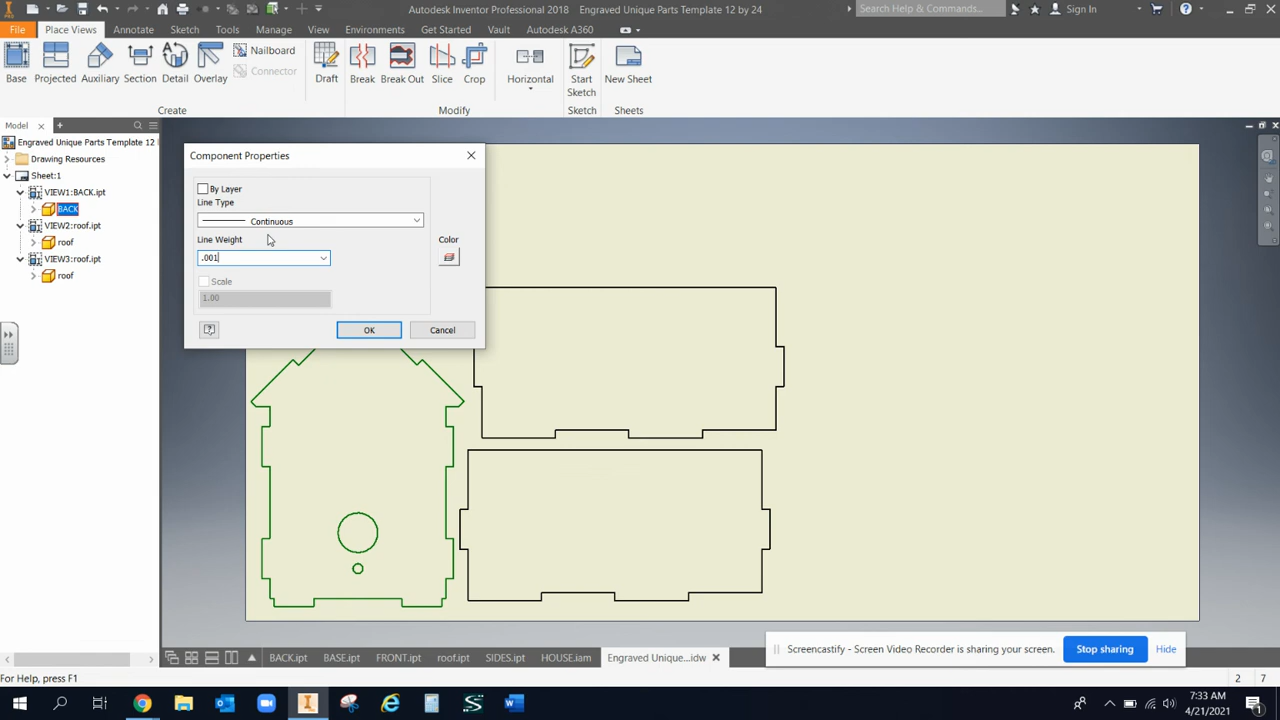 Autodesk Inventor Professional 2018
Engraved Unique Parts Template 12 by 24
Search Help & Commands...
Sign In
File
Place Views
Annotate
Sketch
Tools
Manage
View
Environments
Get Started
Vault
Autodesk A360
Base
Projected
Auxiliary
Section
Detail
Overlay
Nailboard
Connector
Draft
Break
Break Out
Slice
Crop
Horizontal
Start
Sketch
New Sheet
Create
Modify
Sketch
Sheets
Model
Engraved Unique Parts Template 12
Drawing Resources
Sheet:1
VIEW1:BACK.ipt
BACK
VIEW2:roof.ipt
roof
VIEW3:roof.ipt
roof
Component Properties
By Layer
Line Type
Continuous
Line Weight
Color
.001
Scale
1.00
OK
Cancel
Screencastify - Screen Video Recorder is sharing your screen.
Stop sharing
Hide
BACK.ipt
BASE.ipt
FRONT.ipt
roof.ipt
SIDES.ipt
HOUSE.iam
Engraved Unique...idw
For Help, press F1
2
7
7:33 AM
4/21/2021
1